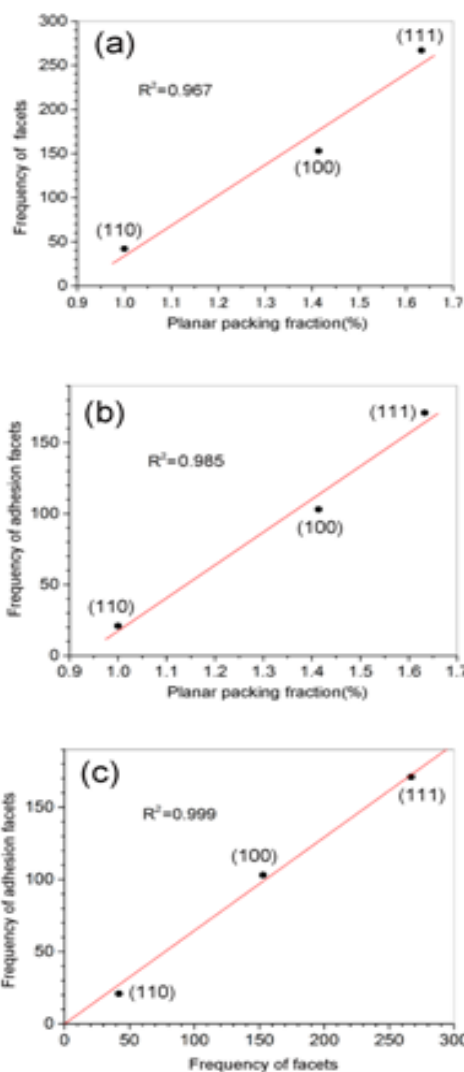 (a)
R²=0.967
(111)
(100)
(110)
Frequency of facets
300
250
200
150
100
50
0
0.9 1.0 1.1 1.2 1.3 1.4 1.5 1.6 1.7
Planar packing fraction(%)
(b)
R²=0.985
(111)
(100)
(110)
Frequency of adhesion facets
150
100
50
0
0.9 1.0 1.1 1.2 1.3 1.4 1.5 1.6 1.7
Planar packing fraction(%)
(c)
R²=0.999
(111)
(100)
(110)
Frequency of adhesion facets
150
100
50
0
0 50 100 150 200 250 300
Frequency of facets